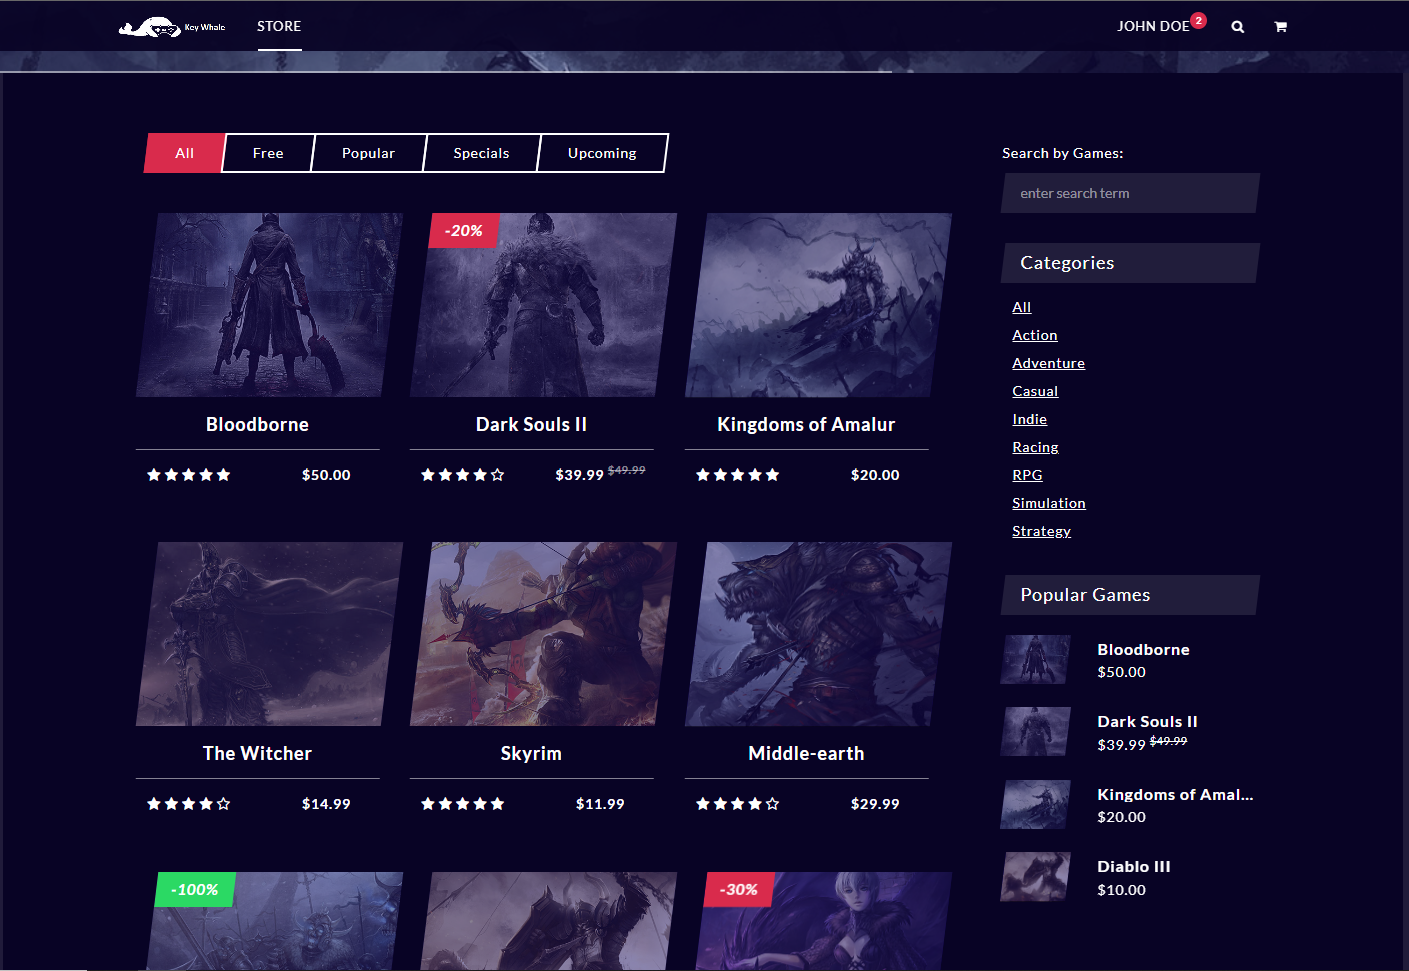 Key Whale
STORE
JOHN DOE 2
All
Free
Popular
Specials
Upcoming
Search by Games:
enter search term
Categories
All
Action
Adventure
Casual
Indie
Racing
RPG
Simulation
Strategy
-20%
Bloodborne
$50.00
Dark Souls II
$39.99 $49.99
Kingdoms of Amalur
$20.00
The Witcher
$14.99
Skyrim
$11.99
Middle-earth
$29.99
-100%
-30%
Popular Games
Bloodborne
$50.00
Dark Souls II
$39.99 $49.99
Kingdoms of Amal...
$20.00
Diablo III
$10.00